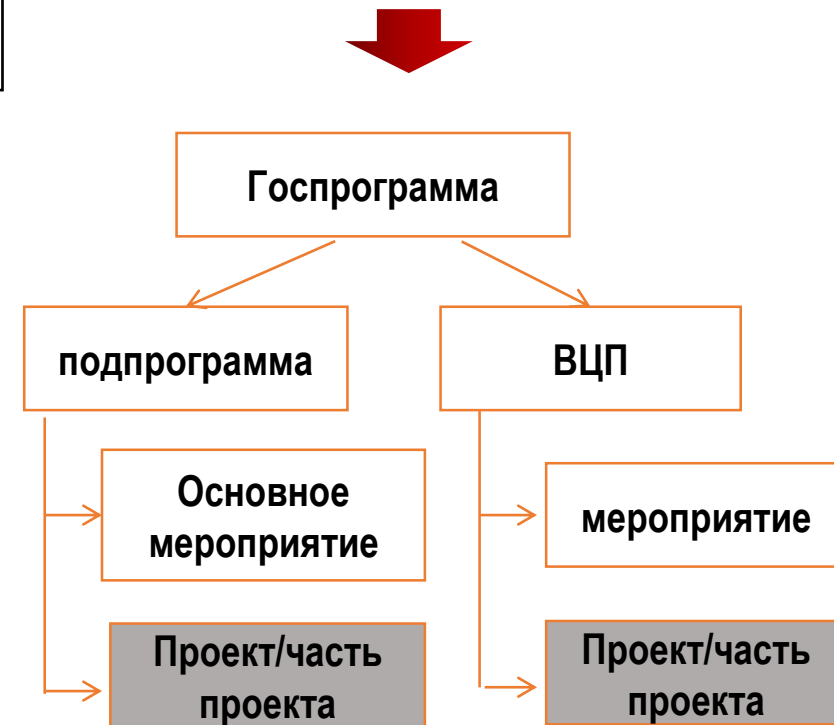 Госпрограмма
подпрограмма
ВЦП
Основное
мероприятие
мероприятие
Проект/часть
проекта
Проект/часть
проекта